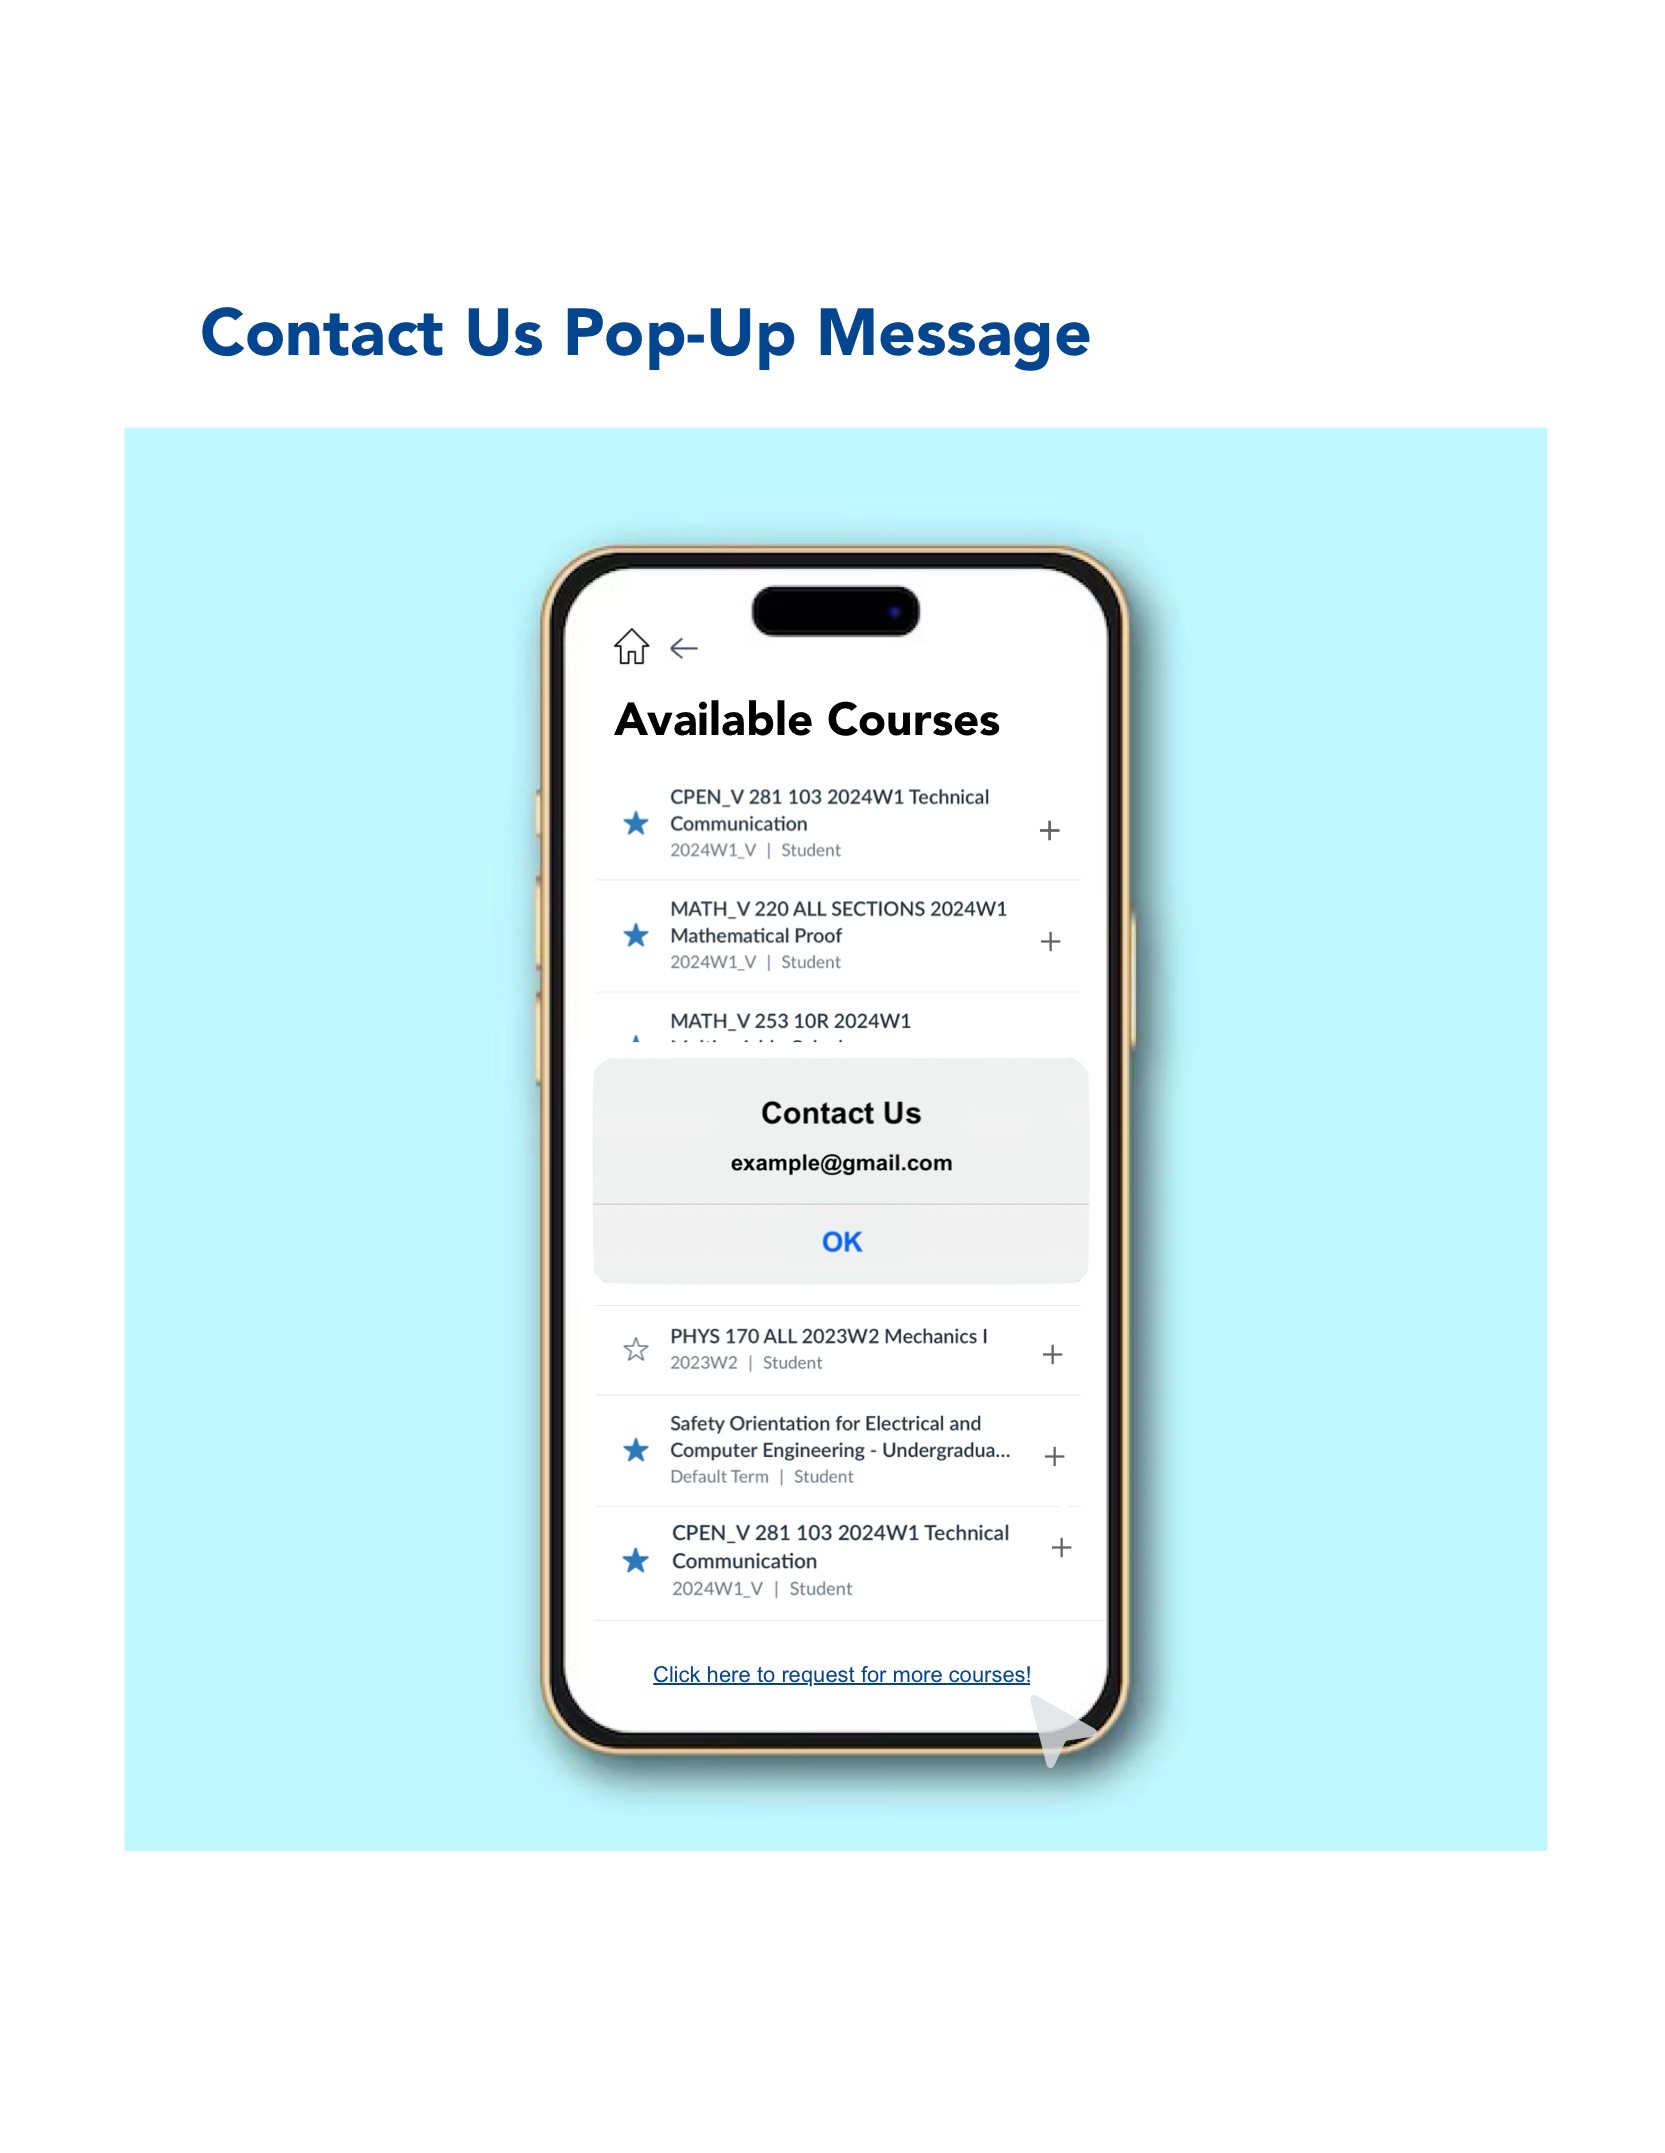 Contact Us Pop-Up Message
Available Courses
CPEN_V 281 103 2024W1 Technical
Communication
2024W1_V | Student
MATH_V 220 ALL SECTIONS 2024W1
Mathematical Proof
2024W1_V | Student
MATH_V 253 10R 2024W1
Contact Us
example@gmail.com
OK
PHYS 170 ALL 2023W2 Mechanics I
2023W2 | Student
Safety Orientation for Electrical and
Computer Engineering - Undergradua...
Default Term | Student
CPEN_V 281 103 2024W1 Technical
Communication
2024W1_V | Student
Click here to request for more courses!